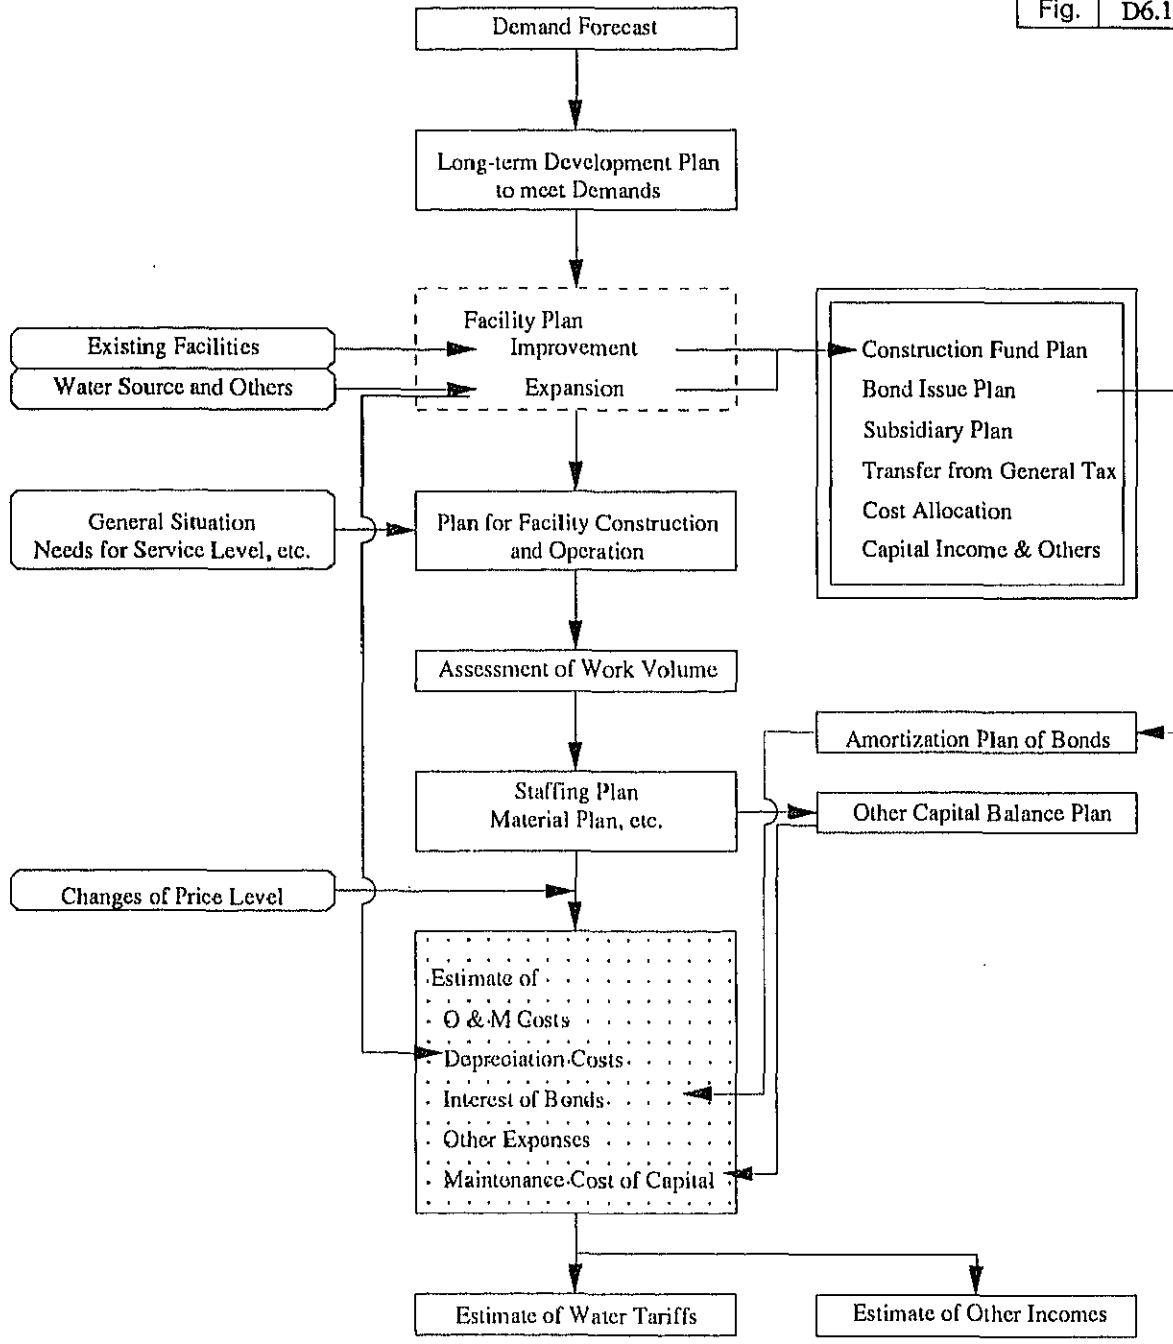 Fig. D6.1
Demand Forecast
Long-term Development Plan
to meet Demands
Facility Plan
Improvement
Expansion
Existing Facilities
Water Source and Others
Construction Fund Plan
Bond Issue Plan
Subsidiary Plan
Transfer from General Tax
Cost Allocation
Capital Income & Others
General Situation
Needs for Service Level, etc.
Plan for Facility Construction
and Operation
Assessment of Work Volume
Amortization Plan of Bonds
Staffing Plan
Material Plan, etc.
Other Capital Balance Plan
Changes of Price Level
Estimate of
O & M Costs
Depreciation Costs
Interest of Bonds
Other Expenses
Maintenance Cost of Capital
Estimate of Water Tariffs
Estimate of Other Incomes